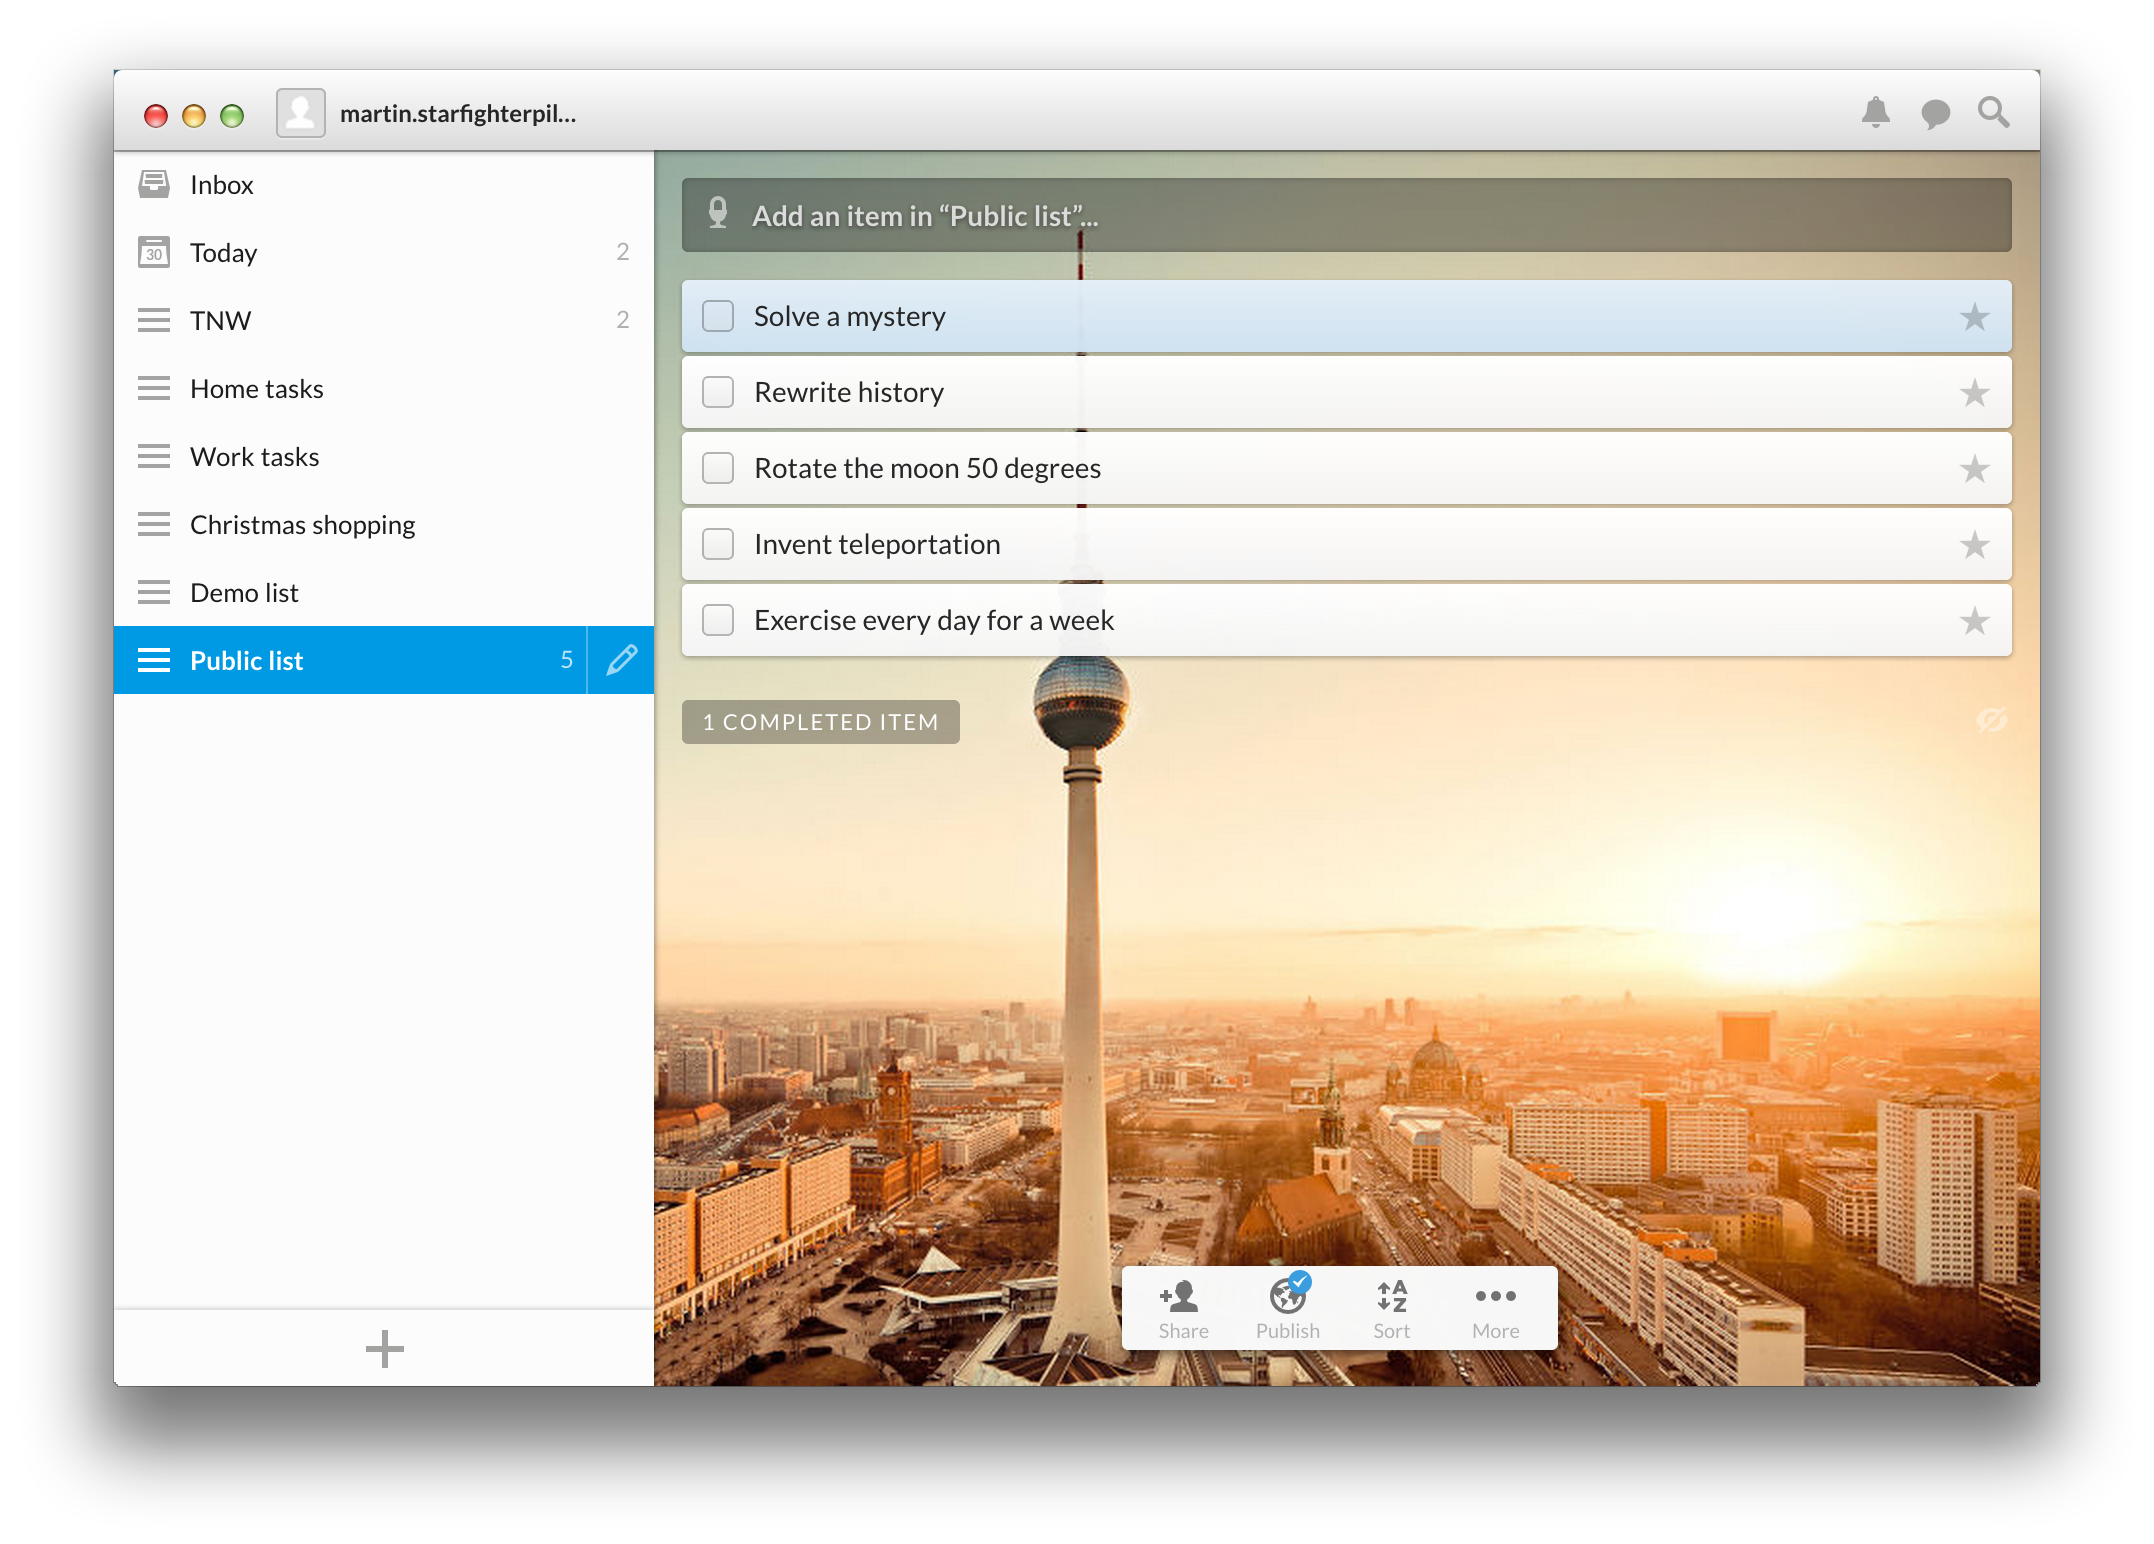 martin.starfighterpil...
Inbox
30
Today
2
TNW
2
Home tasks
Work tasks
Christmas shopping
Demo list
Public list
5
Add an item in “Public list”...
Solve a mystery
Rewrite history
Rotate the moon 50 degrees
Invent teleportation
Exercise every day for a week
1 COMPLETED ITEM
A
Z
Share
Publish
Sort
More